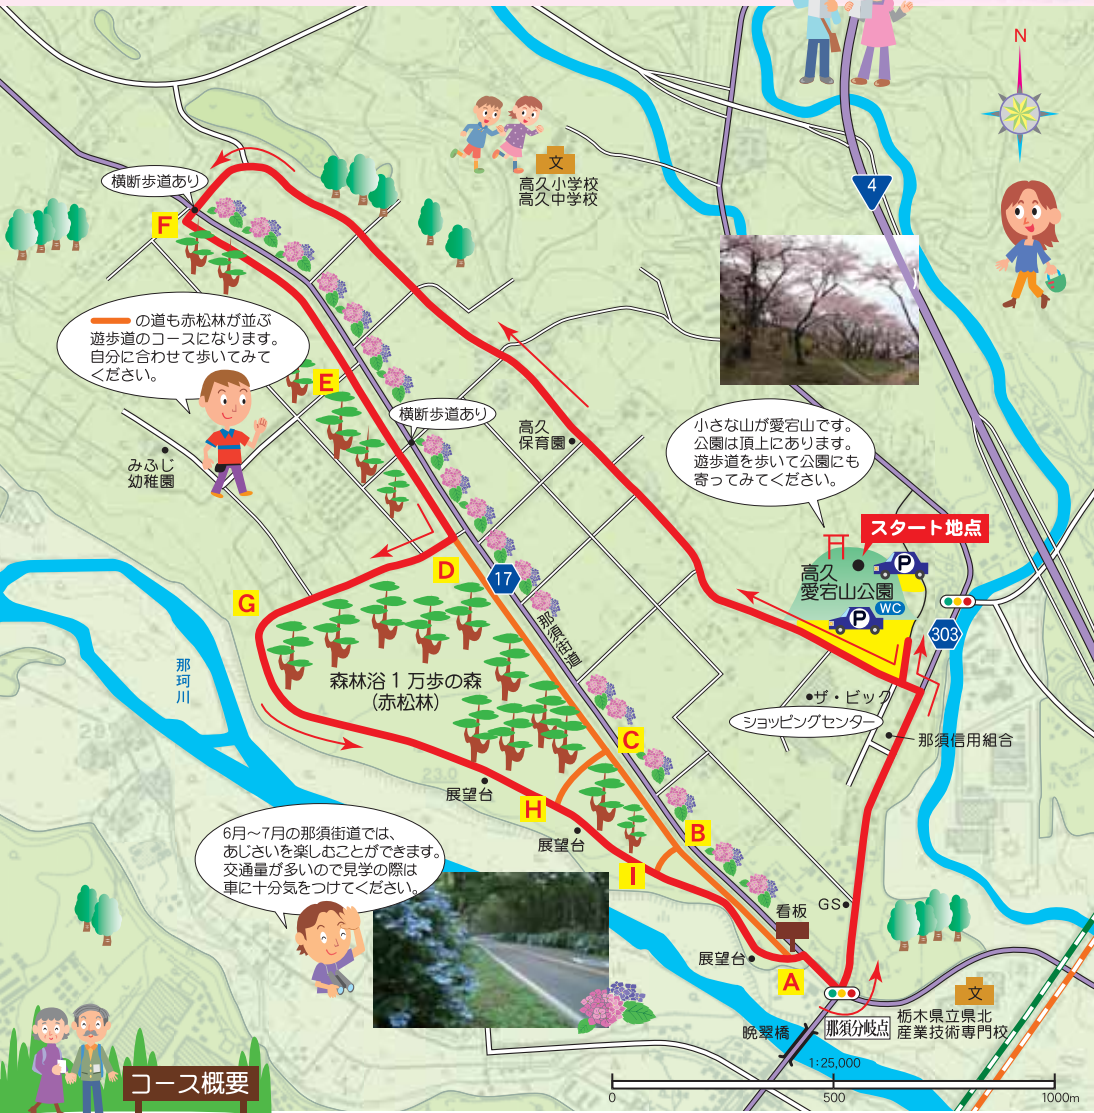 N
4
文
高久小学校
高久中学校
横断歩道あり
F
の道も赤松林が並ぶ
遊歩道のコースになります。
自分に合わせて歩いてみて
ください。
E
横断歩道あり
高久
保育園
小さな山が愛宕山です。
公園は頂上にあります。
遊歩道を歩いて公園にも
寄ってみてください。
みふじ
幼稚園
スタート地点
P
高久
愛宕山公園
P
WC
303
D
17
G
那須街道
那珂川
森林浴1万歩の森
(赤松林)
ザ・ビッグ
ショッピングセンター
那須信用組合
C
23.0
展望台
H
B
展望台
I
6月～7月の那須街道では、
あじさいを楽しむことができます。
交通量が多いので見学の際は
車に十分気をつけてください。
看板
GS
展望台
A
文
栃木県立県北
産業技術専門校
晩翠橋
那須分岐点
コース概要
1:25,000
0
500
1000m